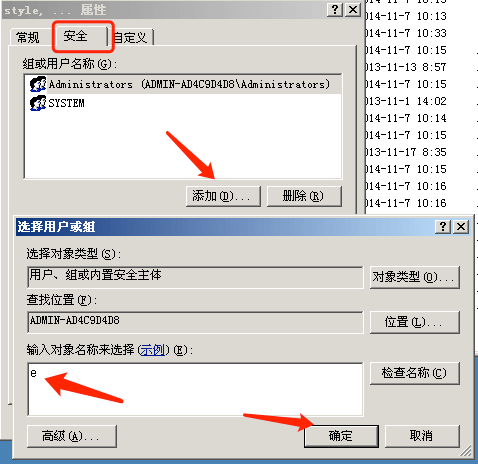 style, ... 属性
常规 安全 自定义
组或用户名称(G):
Administrators (ADMIN-AD4C9D4D8\Administrators)
SYSTEM
添加(D)... 删除(R)
014-11-7 10:13
014-11-7 10:13
014-11-7 10:33
014-11-7 10:15
013-11-13 8:57
014-11-7 10:15
013-11-1 14:02
014-11-7 10:14
014-11-7 10:15
013-11-17 8:35
014-11-7 10:15
014-11-7 10:16
014-11-7 10:16
选择用户或组
选择对象类型(S):
用户、组或内置安全主体 对象类型(O)...
查找位置(F):
ADMIN-AD4C9D4D8 位置(L)...
输入对象名称来选择(示例)(E):
e 检查名称(C)
高级(A)... 确定 取消